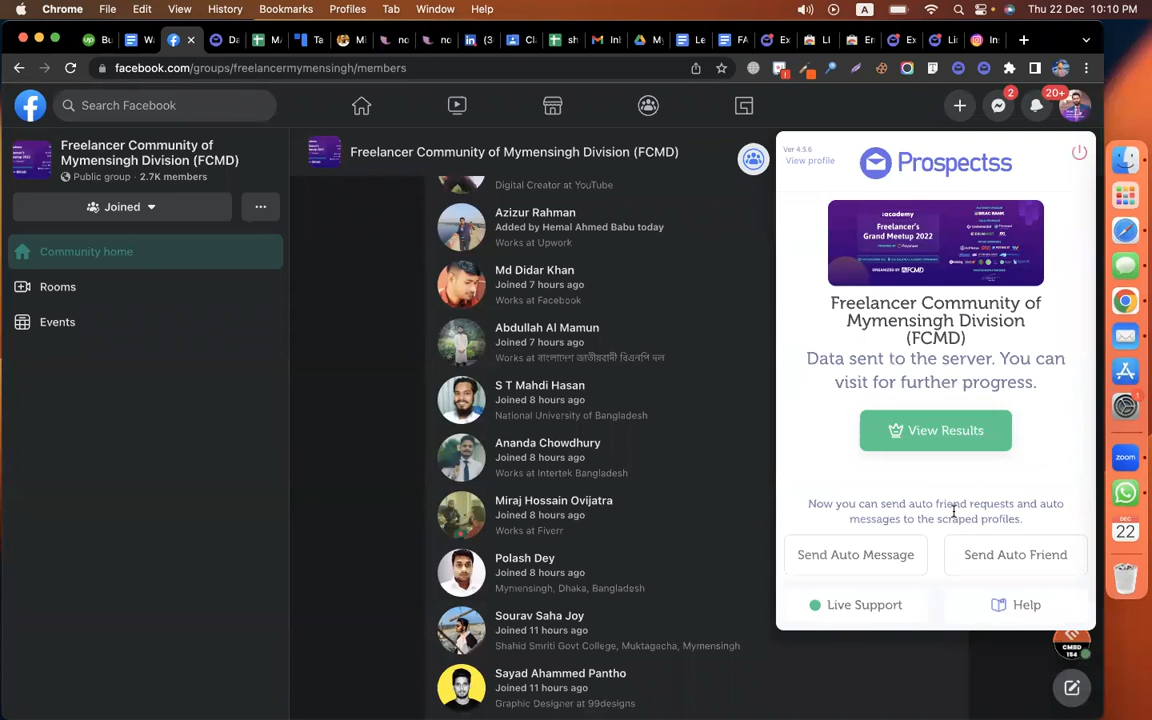 Chrome File Edit View History Bookmarks Profiles Tab Window Help
A
Thu 22 Dec 10:10 PM
facebook.com/groups/freelancermymensingh/members
Search Facebook
2
20+
Freelancer Community of
Mymensingh Division (FCMD)
Public group · 2.7K members
Joined
Community home
Rooms
Events
Freelancer Community of Mymensingh Division (FCMD)
Digital Creator at YouTube
Azizur Rahman
Added by Hemal Ahmed Babu today
Works at Upwork
Md Didar Khan
Joined 7 hours ago
Works at Facebook
Abdullah Al Mamun
Joined 7 hours ago
Works at বাংলাদেশ জাতীয়তাবাদী বিএনপি দল
S T Mahdi Hasan
Joined 8 hours ago
National University of Bangladesh
Ananda Chowdhury
Joined 8 hours ago
Works at Intertek Bangladesh
Miraj Hossain Ovijatra
Joined 8 hours ago
Works at Fiverr
Polash Dey
Joined 8 hours ago
Mymensingh, Dhaka, Bangladesh
Sourav Saha Joy
Joined 11 hours ago
Shahid Smriti Govt College, Muktagacha, Mymensingh
Sayad Ahammed Pantho
Joined 11 hours ago
Graphic Designer at 99designs
Ver 4.5.6
View profile
Prospectss
academy
Freelancer's
Grand Meetup 2022
Freelancer Community of
Mymensingh Division
(FCMD)
Data sent to the server. You can
visit for further progress.
View Results
Now you can send auto friend requests and auto
messages to the scraped profiles.
Send Auto Message
Send Auto Friend
Live Support
Help
zoom
DEC
22